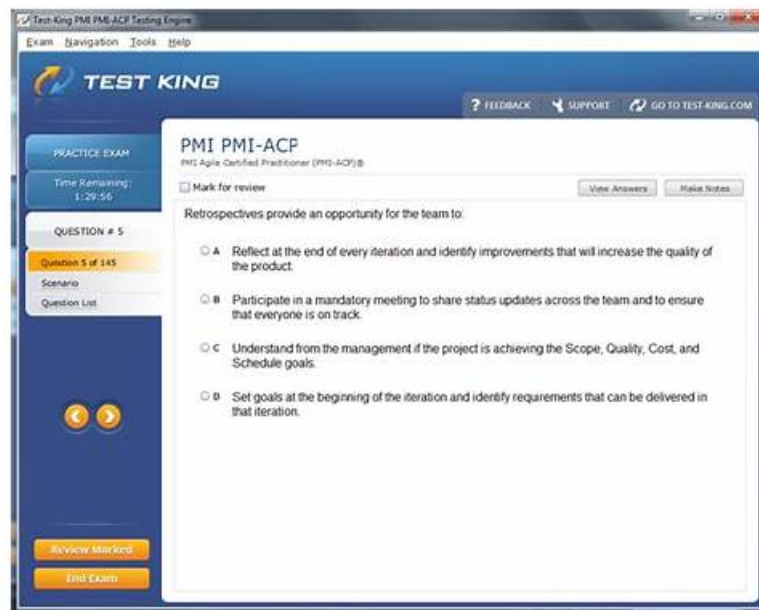 Test-King PMI PMI-ACP Testing Engine
Exam Navigation Tools Help
TEST KING
? FEEDBACK SUPPORT GO TO TEST-KING.COM
PRACTICE EXAM
Time Remaining:
1:29:56
QUESTION # 5
Question 5 of 145
Scenario
Question List
Review Marked
End Exam
PMI PMI-ACP
PMI Agile Certified Practitioner (PMI-ACP)®
Mark for review
View Answers Make Notes
Retrospectives provide an opportunity for the team to:
A Reflect at the end of every iteration and identify improvements that will increase the quality of
the product.
B Participate in a mandatory meeting to share status updates across the team and to ensure
that everyone is on track.
C Understand from the management if the project is achieving the Scope, Quality, Cost, and
Schedule goals.
D Set goals at the beginning of the iteration and identify requirements that can be delivered in
that iteration.